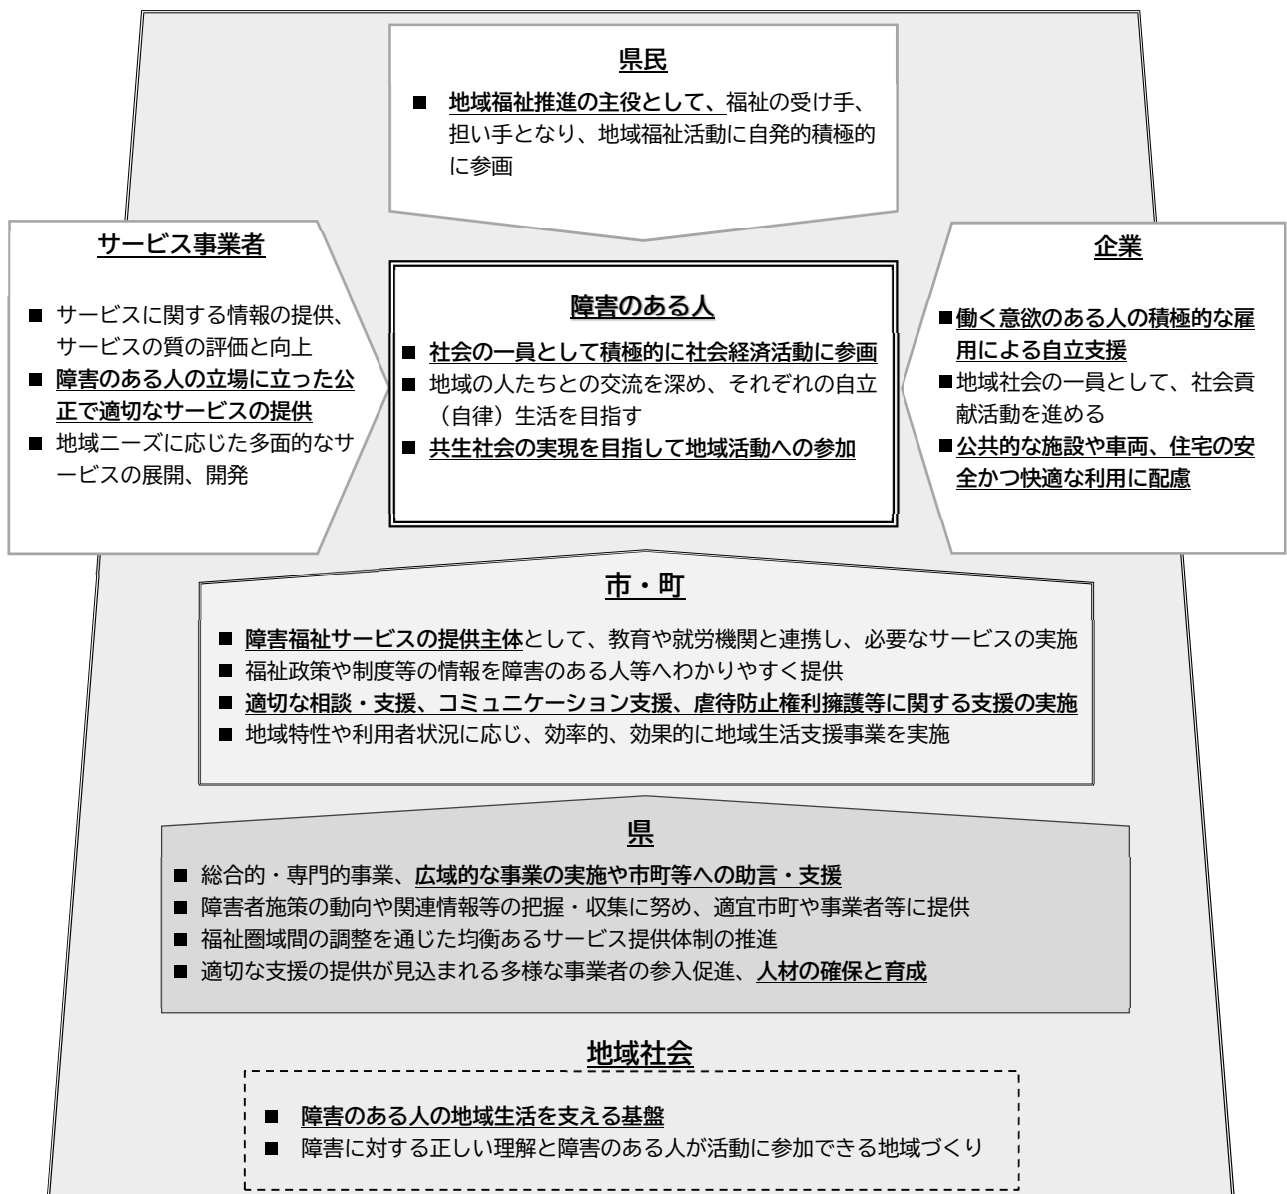 県民
■ 地域福祉推進の主役として、福祉の受け手、
担い手となり、地域福祉活動に自発的積極的
に参画
サービス事業者
■ サービスに関する情報の提供、
サービスの質の評価と向上
■ 障害のある人の立場に立った公
正で適切なサービスの提供
■ 地域ニーズに応じた多面的なサ
ービスの展開、開発
障害のある人
■ 社会の一員として積極的に社会経済活動に参画
■ 地域の人たちとの交流を深め、それぞれの自立
（自律）生活を目指す
■ 共生社会の実現を目指して地域活動への参加
企業
■働く意欲のある人の積極的な雇
用による自立支援
■地域社会の一員として、社会貢
献活動を進める
■公共的な施設や車両、住宅の安
全かつ快適な利用に配慮
市・町
■ 障害福祉サービスの提供主体として、教育や就労機関と連携し、必要なサービスの実施
■ 福祉政策や制度等の情報を障害のある人等へわかりやすく提供
■ 適切な相談・支援、コミュニケーション支援、虐待防止権利擁護等に関する支援の実施
■ 地域特性や利用者状況に応じ、効率的、効果的に地域生活支援事業を実施
県
■ 総合的・専門的事業、広域的な事業の実施や市町等への助言・支援
■ 障害者施策の動向や関連情報等の把握・収集に努め、適宜市町や事業者等に提供
■ 福祉圏域間の調整を通じた均衡あるサービス提供体制の推進
■ 適切な支援の提供が見込まれる多様な事業者の参入促進、人材の確保と育成
地域社会
■ 障害のある人の地域生活を支える基盤
■ 障害に対する正しい理解と障害のある人が活動に参加できる地域づくり